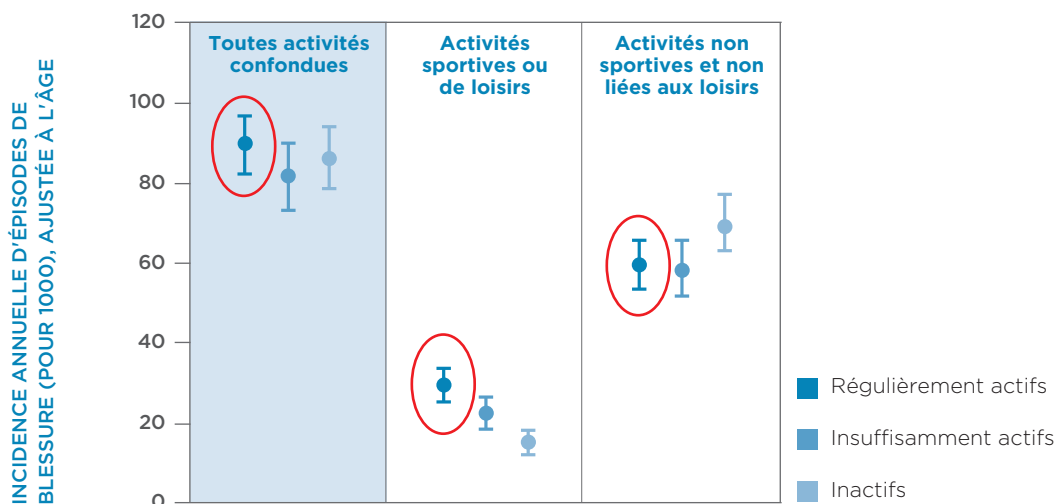 INCIDENCE ANNUELLE D'ÉPISODES DE
BLESSURE (POUR 1000), AJUSTÉE À L'ÂGE
120
100
80
60
40
20
0
Toutes activités
confondues
Activités
sportives ou
de loisirs
Activités non
sportives et non
liées aux loisirs
Régulièrement actifs
Insuffisamment actifs
Inactifs